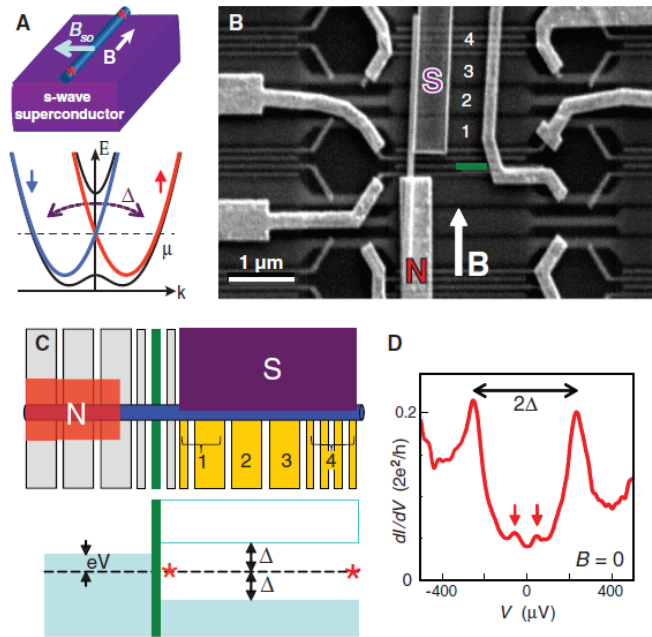 A
B_so
B
s-wave
superconductor
E
Δ
μ
k
B
4
3
2
1
S
N
B
1 μm
C
N
S
1
2
3
4
eV
Δ
Δ
D
2Δ
0.2
dI/dV (2e²/h)
0
B = 0
-400
0
400
V (μV)